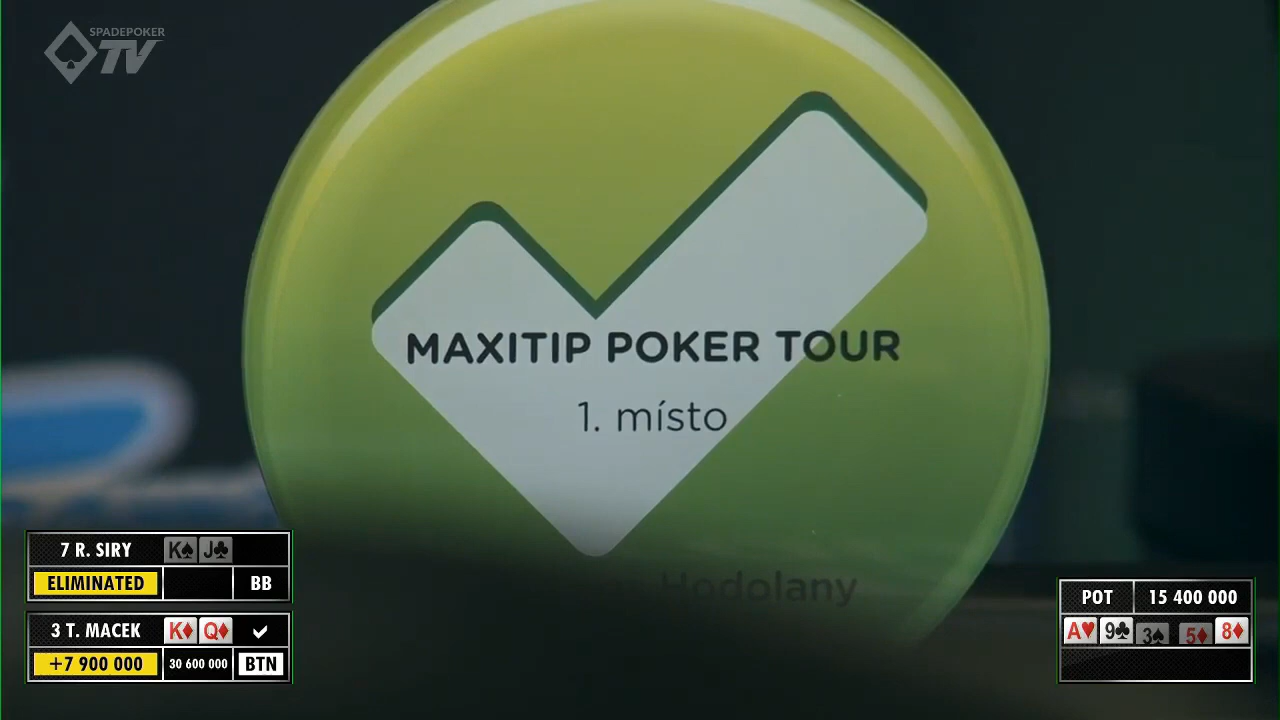 SPADEPOKER
TV
MAXITIP POKER TOUR
1. místo
Hodolany
7 R. SIRY K♠ J♣
ELIMINATED BB
3 T. MACEK K♦ Q♦ ✓
+7 900 000 30 600 000 BTN
POT 15 400 000
A♥ 9♣ 3♠ 5♦ 8♦